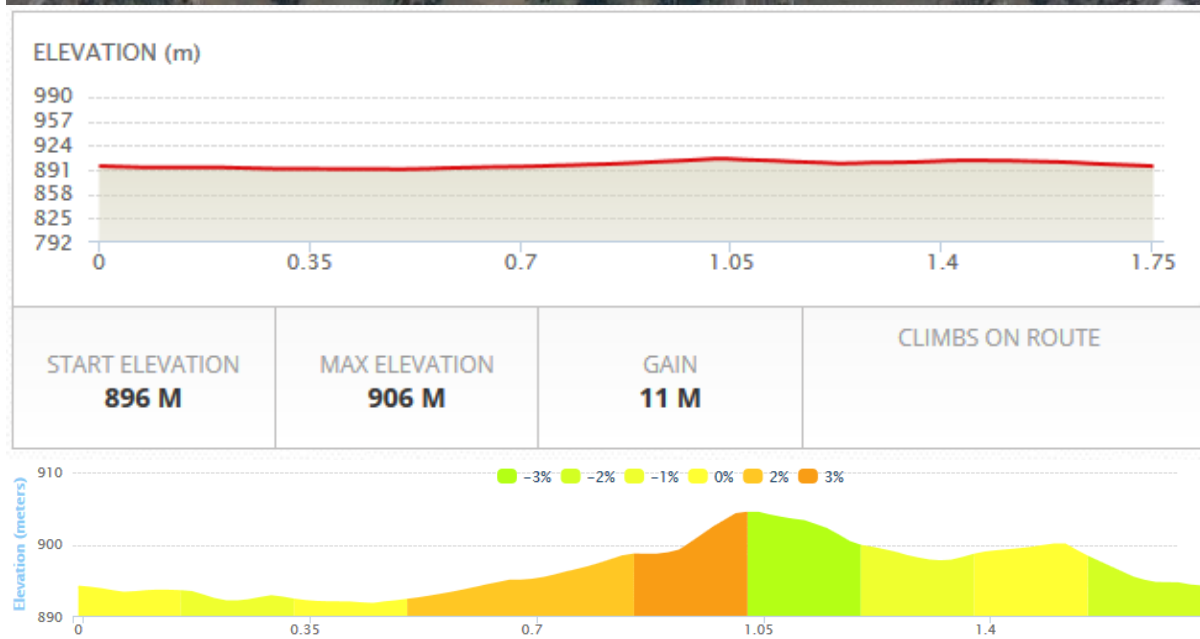 ELEVATION (m)
990
957
924
891
858
825
792
0 0.35 0.7 1.05 1.4 1.75
CLIMBS ON ROUTE
START ELEVATION MAX ELEVATION GAIN
896 M 906 M 11 M
910
−3% −2% −1% 0% 2% 3%
Elevation (meters)
900
890
0 0.35 0.7 1.05 1.4